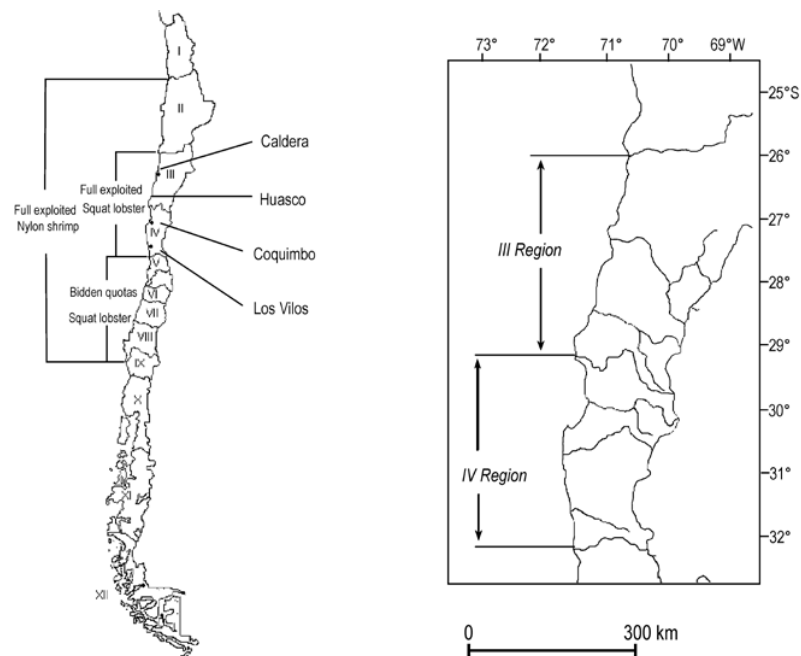 I
II
III
IV
V
VI
VII
VIII
IX
X
XI
XII
Caldera
Huasco
Coquimbo
Los Vilos
Full exploited
Squat lobster
Full exploited
Nylon shrimp
Bidden quotas
Squat lobster
73° 72° 71° 70° 69°W
25°S
26°
27°
28°
29°
30°
31°
32°
III Region
IV Region
0 300 km